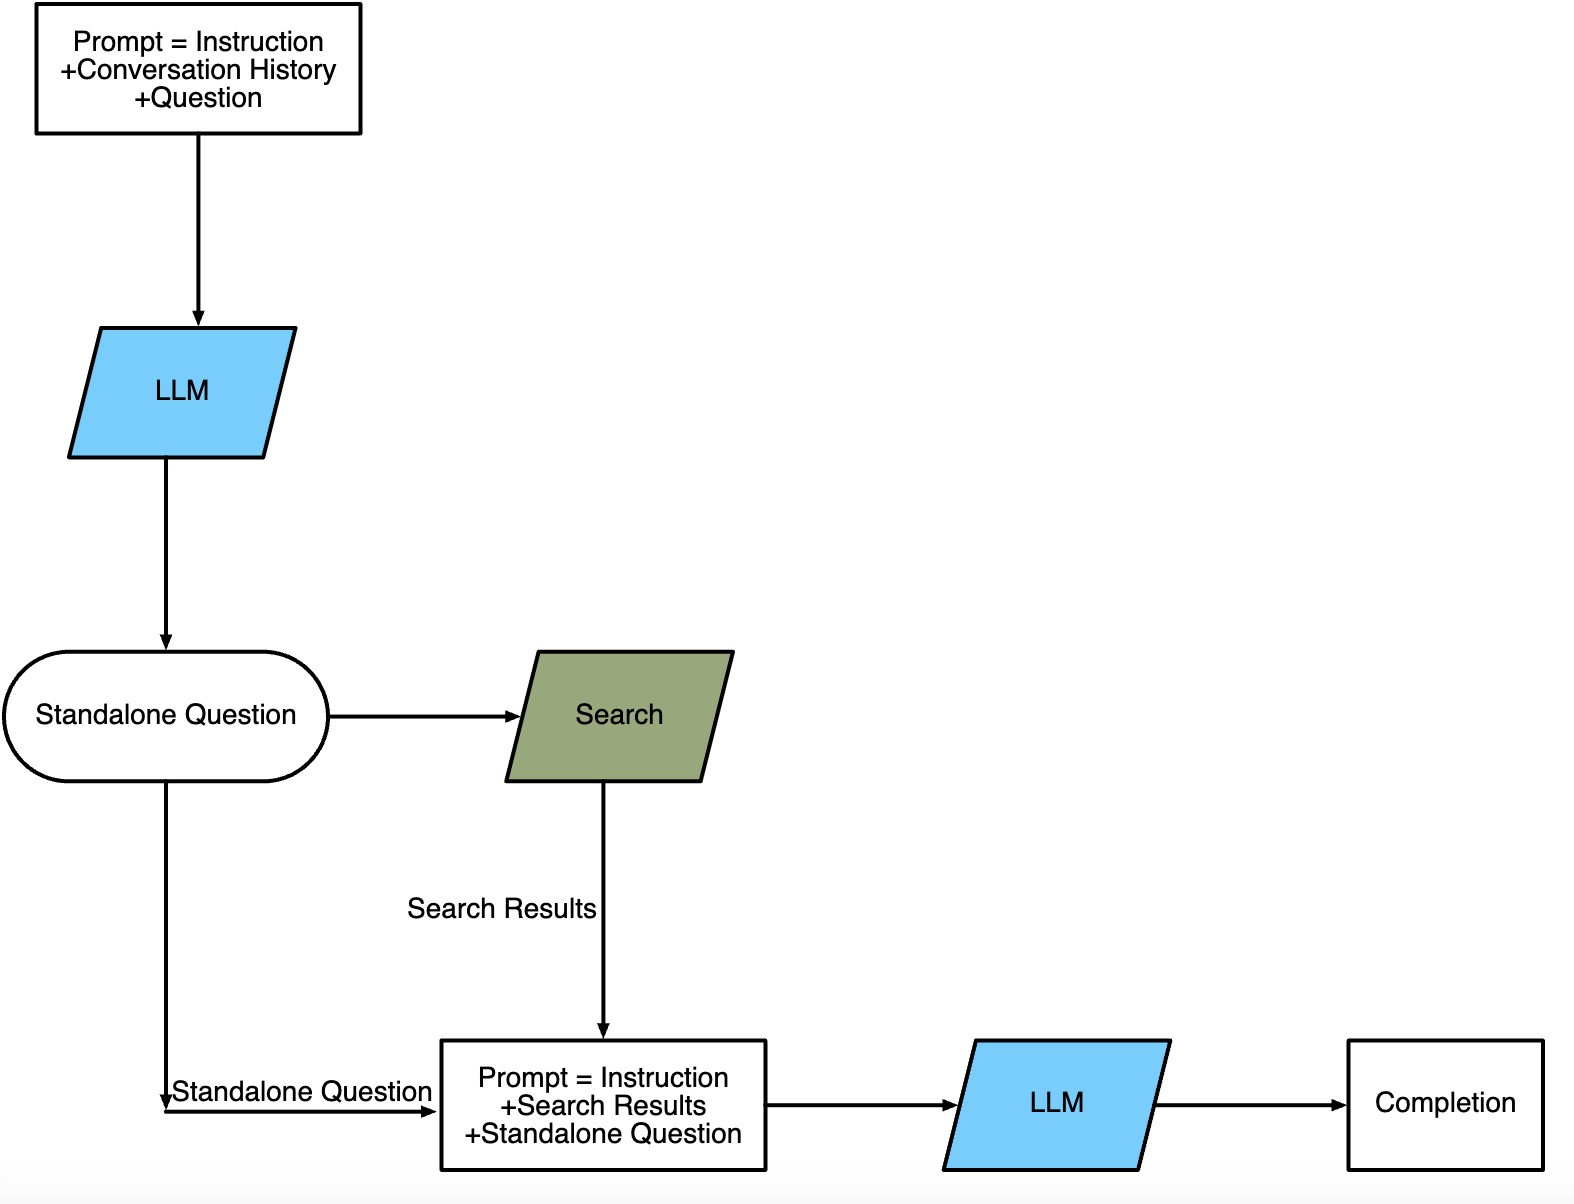 Prompt = Instruction
+Conversation History
+Question
LLM
Standalone Question
Search
Search Results
Standalone Question
Prompt = Instruction
+Search Results
+Standalone Question
LLM
Completion